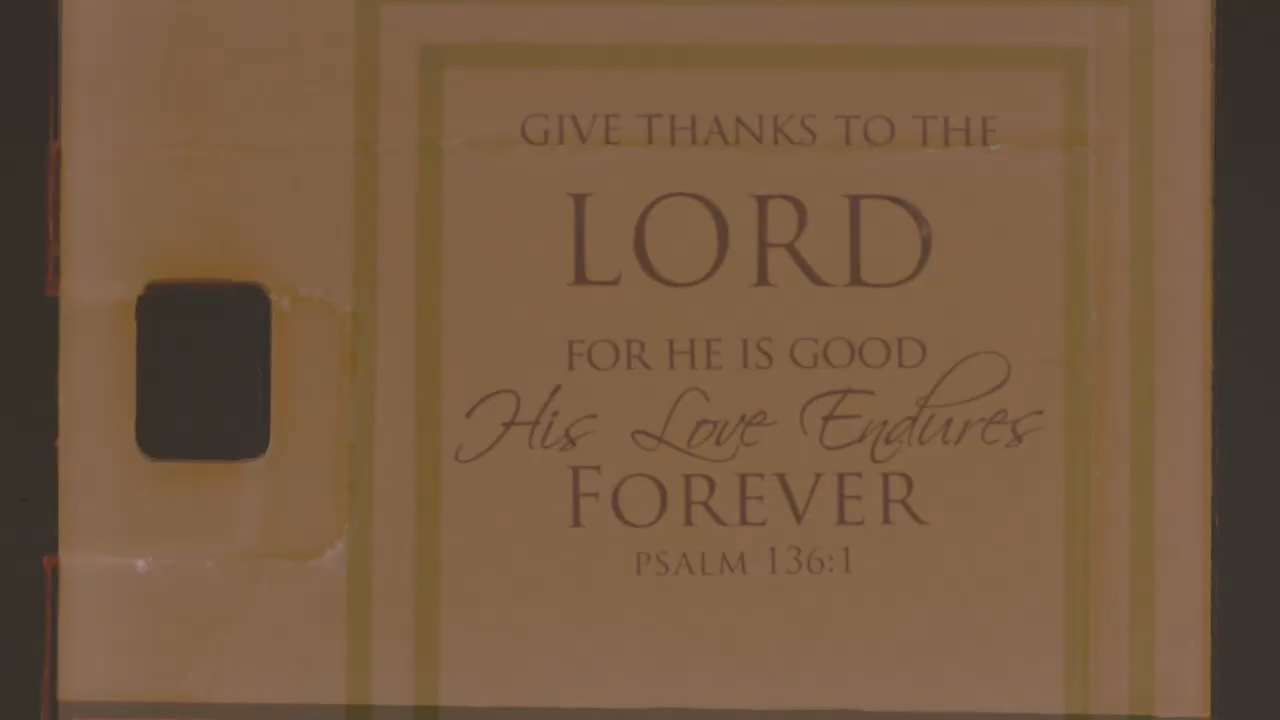 GIVE THANKS TO THE
LORD
FOR HE IS GOOD
His Love Endures
FOREVER
PSALM 136:1